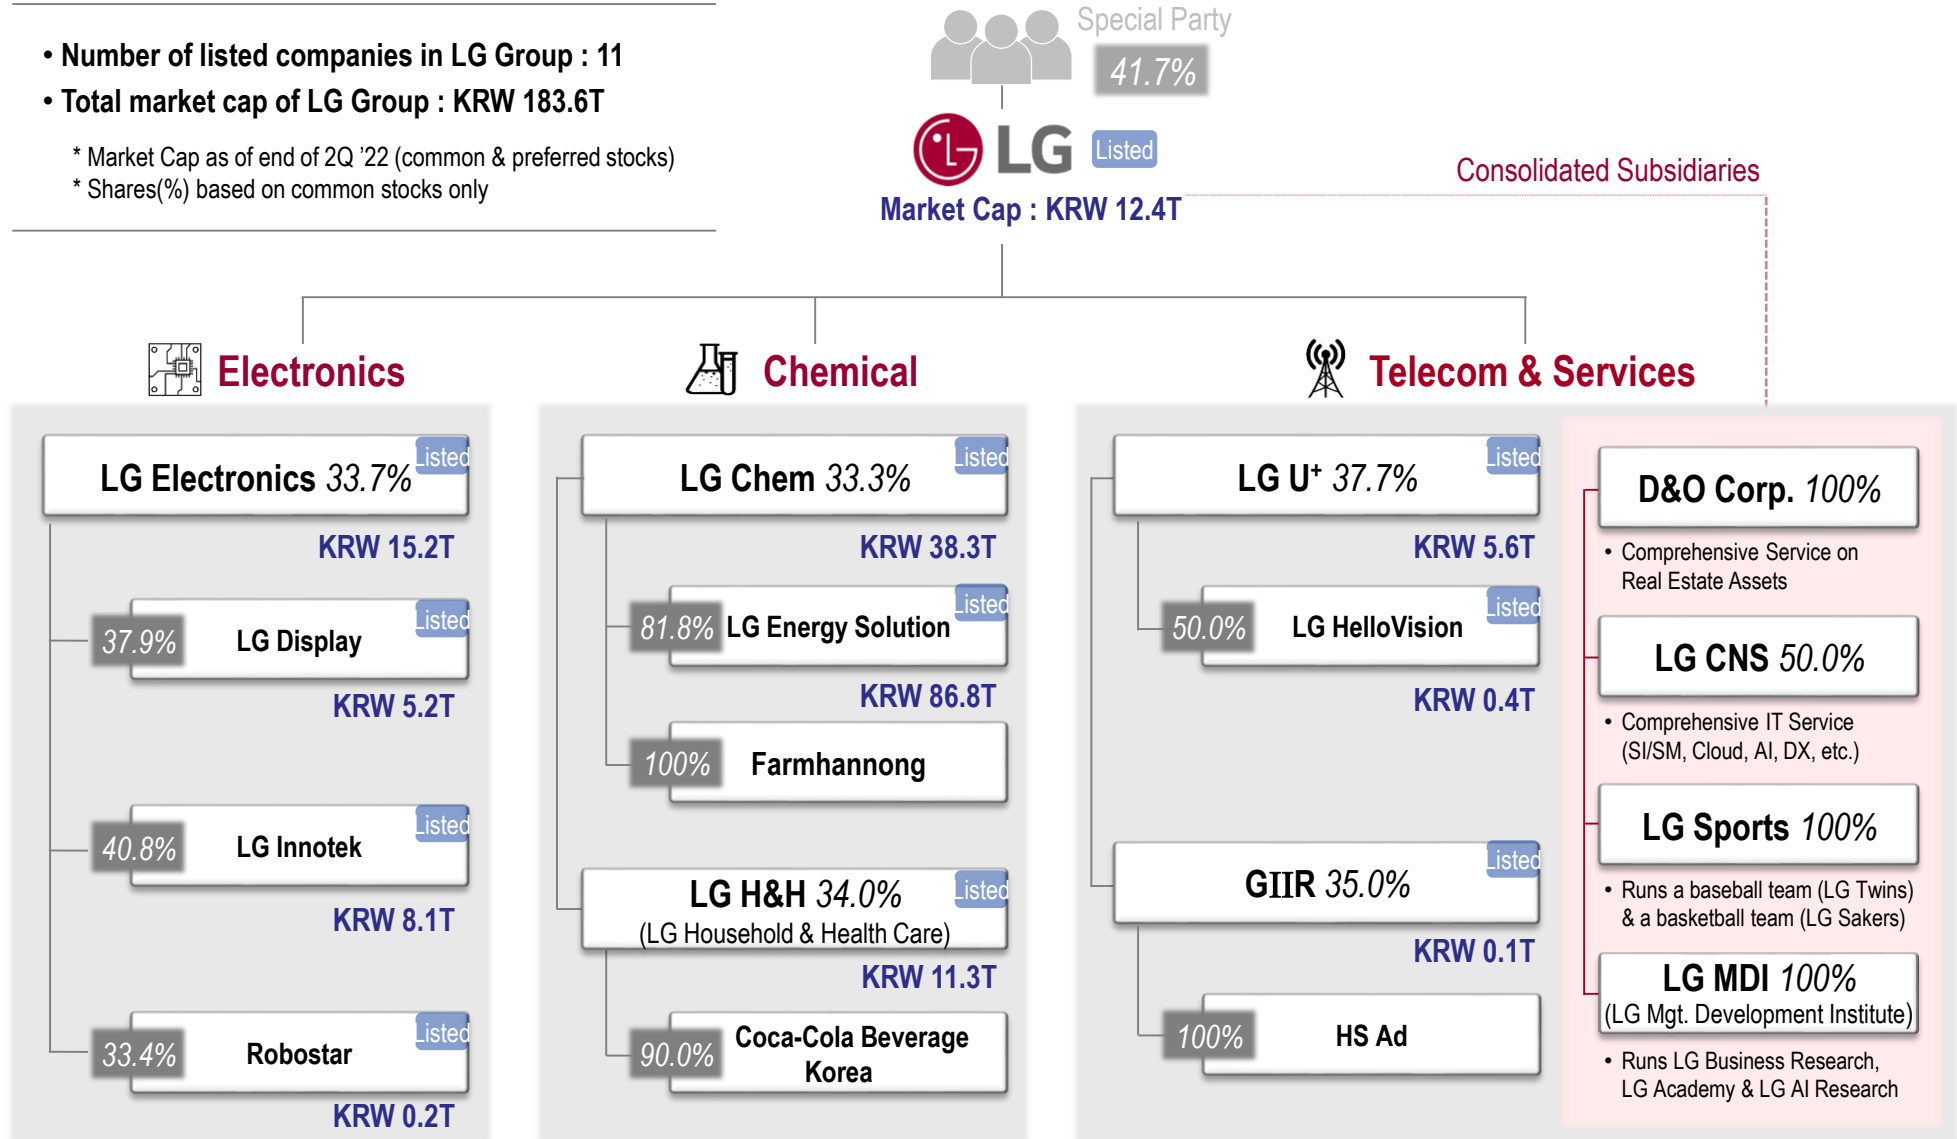 • Number of listed companies in LG Group : 11
• Total market cap of LG Group : KRW 183.6T
* Market Cap as of end of 2Q ’22 (common & preferred stocks)
* Shares(%) based on common stocks only
Special Party
41.7%
LG
Listed
Market Cap : KRW 12.4T
Consolidated Subsidiaries
Electronics
LG Electronics 33.7%
Listed
KRW 15.2T
37.9%
LG Display
Listed
KRW 5.2T
40.8%
LG Innotek
Listed
KRW 8.1T
33.4%
Robostar
Listed
KRW 0.2T
Chemical
LG Chem 33.3%
Listed
KRW 38.3T
81.8%
LG Energy Solution
Listed
KRW 86.8T
100%
Farmhannong
LG H&H 34.0%
(LG Household & Health Care)
Listed
KRW 11.3T
90.0%
Coca-Cola Beverage
Korea
Telecom & Services
LG U⁺ 37.7%
Listed
KRW 5.6T
50.0%
LG HelloVision
Listed
KRW 0.4T
GIIR 35.0%
Listed
KRW 0.1T
100%
HS Ad
D&O Corp. 100%
• Comprehensive Service on
Real Estate Assets
LG CNS 50.0%
• Comprehensive IT Service
(SI/SM, Cloud, AI, DX, etc.)
LG Sports 100%
• Runs a baseball team (LG Twins)
& a basketball team (LG Sakers)
LG MDI 100%
(LG Mgt. Development Institute)
• Runs LG Business Research,
LG Academy & LG AI Research